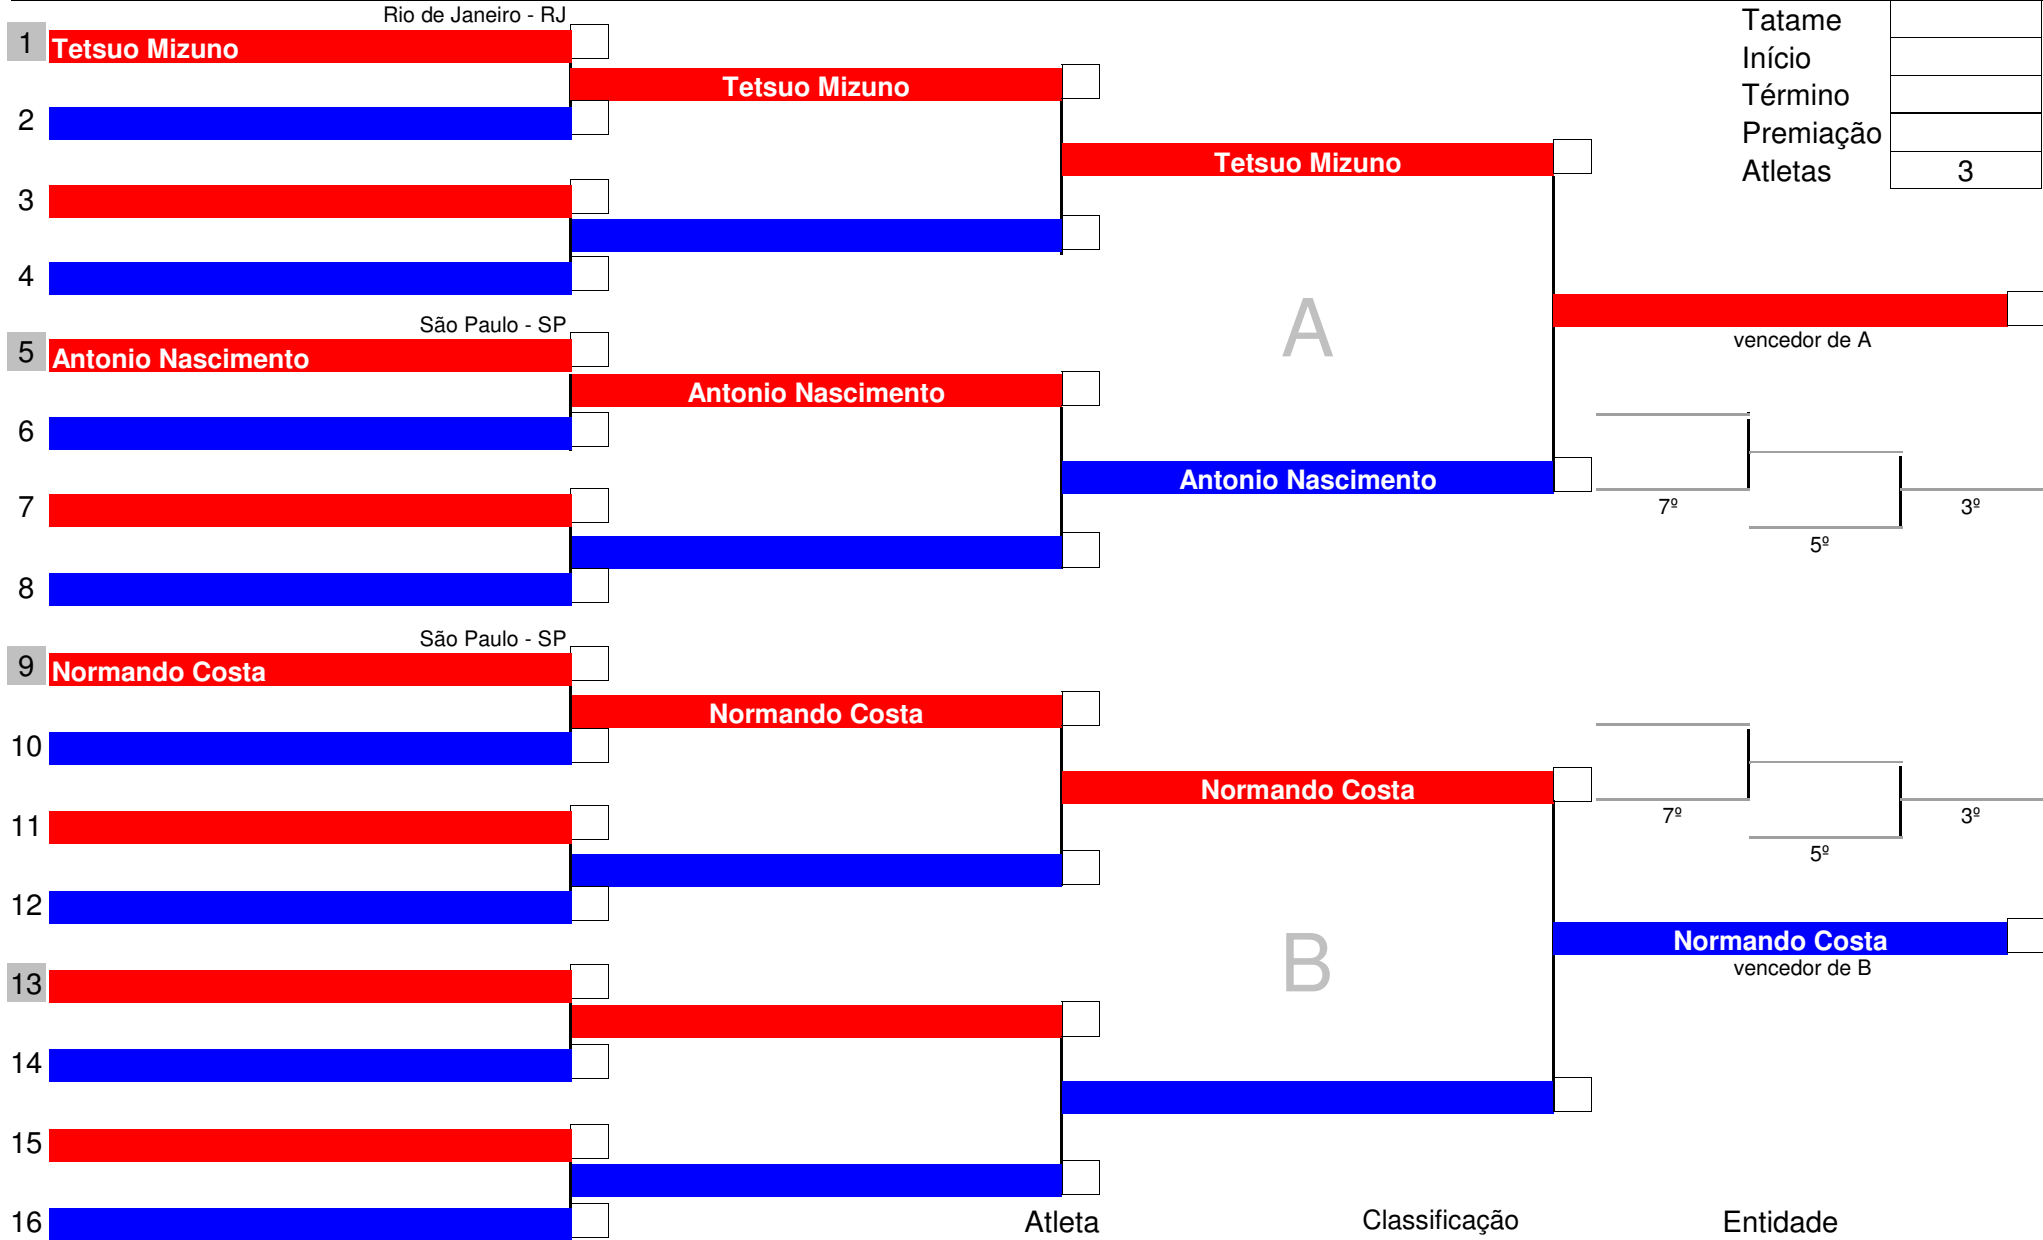 Rio de Janeiro - RJ
Tatame
1 Tetsuo Mizuno
Início
Tetsuo Mizuno
Término
2
Premiação
Tetsuo Mizuno
Atletas 3
3
4
São Paulo - SP
A
vencedor de A
5 Antonio Nascimento
Antonio Nascimento
6
Antonio Nascimento
7
7º
3º
5º
8
São Paulo - SP
9 Normando Costa
Normando Costa
10
Normando Costa
11
7º
3º
5º
12
Normando Costa
B
vencedor de B
13
14
15
16
Atleta Classificação Entidade